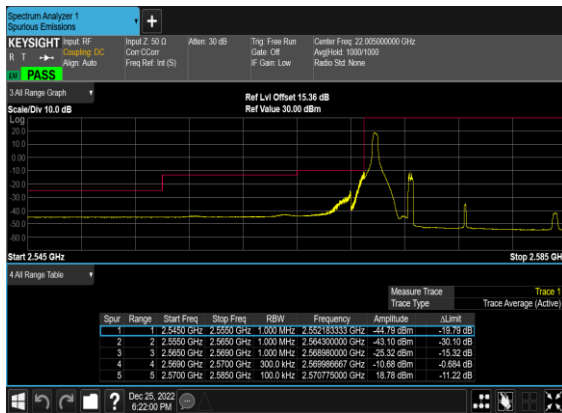 Spectrum Analyzer 1
Spurious Emissions
KEYSIGHT Input: RF Input Z: 50 Ω Atten: 30 dB Trig: Free Run Center Freq: 22.005000000 GHz
R T Coupling: DC Corr CCorr Gate: Off Avg|Hold: 1000/1000
Align: Auto Freq Ref: Int (S) IF Gain: Low Radio Std: None
PASS
3 All Range Graph
Ref Lvl Offset 15.36 dB
Scale/Div 10.0 dB Ref Value 30.00 dBm
Log
20.0
10.0
0.00
-10.0
-20.0
-30.0
-40.0
-50.0
-60.0
Start 2.545 GHz Stop 2.585 GHz
4 All Range Table
Measure Trace Trace 1
Trace Type Trace Average (Active)
Spur Range Start Freq Stop Freq RBW Frequency Amplitude ΔLimit
1 1 2.5450 GHz 2.5550 GHz 1.000 MHz 2.552183333 GHz -44.79 dBm -19.79 dB
2 2 2.5550 GHz 2.5650 GHz 1.000 MHz 2.564300000 GHz -43.10 dBm -30.10 dB
3 3 2.5650 GHz 2.5690 GHz 1.000 MHz 2.568980000 GHz -25.32 dBm -15.32 dB
4 4 2.5690 GHz 2.5700 GHz 300.0 kHz 2.569986667 GHz -10.68 dBm -0.684 dB
5 5 2.5700 GHz 2.5850 GHz 100.0 kHz 2.570775000 GHz 18.78 dBm -11.22 dB
Dec 25, 2022
6:22:00 PM